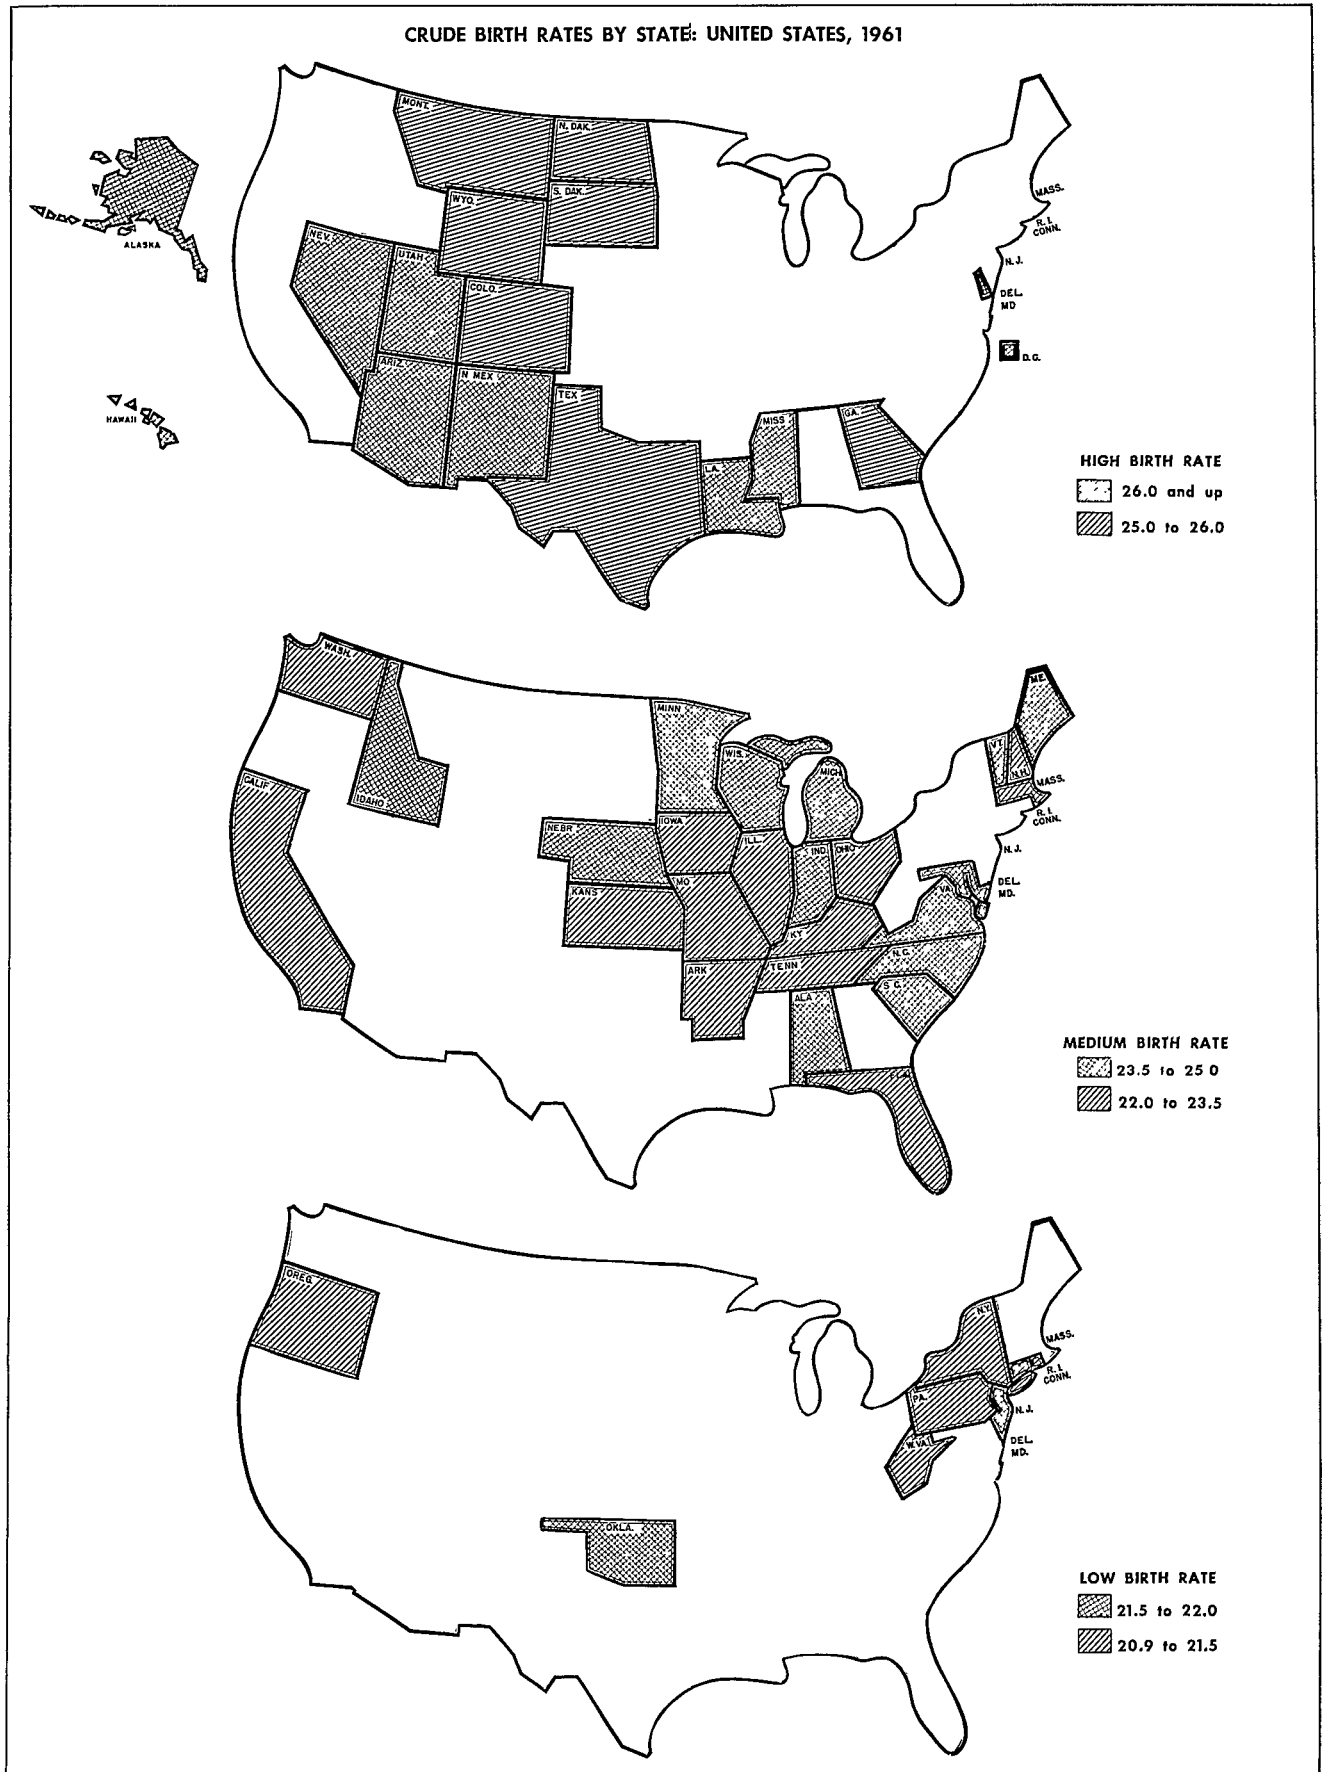 CRUDE BIRTH RATES BY STATE: UNITED STATES, 1961
MONT.
N. DAK.
S. DAK.
WYO.
NEV.
UTAH
COLO.
ARIZ.
N MEX
TEX
LA.
MISS
GA.
ALASKA
HAWAII
MASS.
R. I.
CONN.
N. J.
DEL.
MD
D.C.
HIGH BIRTH RATE
26.0 and up
25.0 to 26.0
WASH.
IDAHO
CALIF
MINN
WIS.
MICH
IOWA
NEBR
KANS
MO.
ILL.
IND.
OHIO
KY
TENN
ARK
ALA
VA.
N.C.
S C.
ME.
VT.
N.H.
MASS.
R. I.
CONN.
N. J.
DEL.
MD.
MEDIUM BIRTH RATE
23.5 to 25 0
22.0 to 23.5
OREG.
OKLA.
N.Y.
PA.
W.VA.
MASS.
R. I.
CONN.
N. J.
DEL.
MD.
LOW BIRTH RATE
21.5 to 22.0
20.9 to 21.5